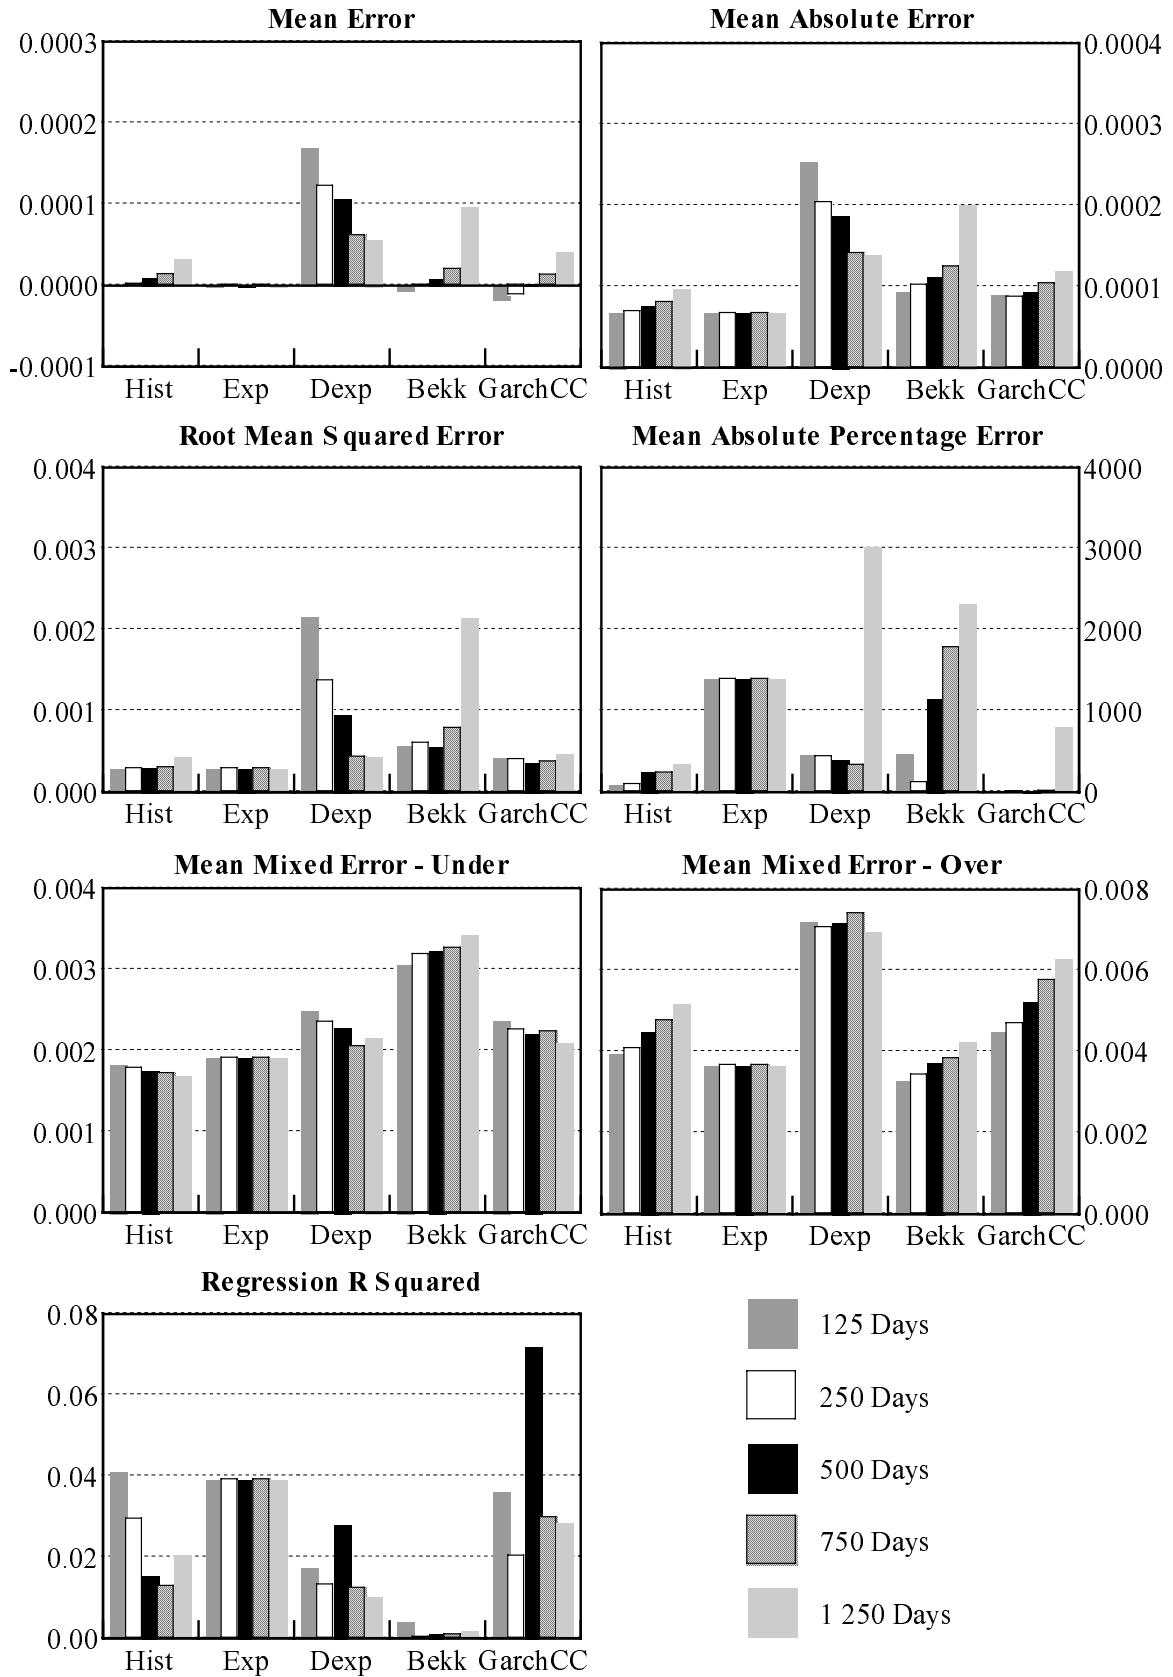 Mean Error
0.0003
0.0002
0.0001
0.0000
-0.0001
Hist Exp Dexp Bekk GarchCC
Mean Absolute Error
0.0004
0.0003
0.0002
0.0001
0.0000
Hist Exp Dexp Bekk GarchCC
Root Mean Squared Error
0.004
0.003
0.002
0.001
0.000
Hist Exp Dexp Bekk GarchCC
Mean Absolute Percentage Error
4000
3000
2000
1000
0
Hist Exp Dexp Bekk GarchCC
Mean Mixed Error - Under
0.004
0.003
0.002
0.001
0.000
Hist Exp Dexp Bekk GarchCC
Mean Mixed Error - Over
0.008
0.006
0.004
0.002
0.000
Hist Exp Dexp Bekk GarchCC
Regression R Squared
0.08
0.06
0.04
0.02
0.00
Hist Exp Dexp Bekk GarchCC
125 Days
250 Days
500 Days
750 Days
1 250 Days